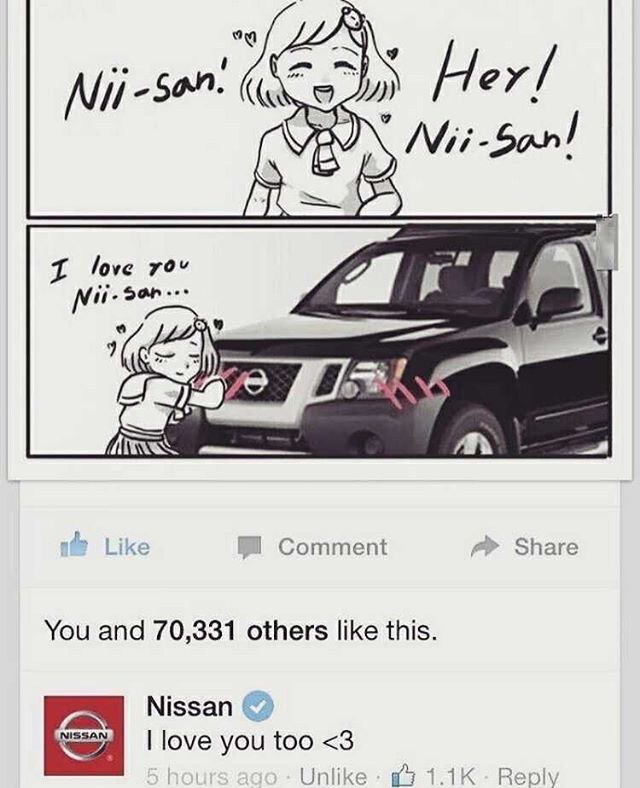 Nii-san!
Hey!
Nii-San!
I love you
Nii-san...
Like
Comment
Share
You and 70,331 others like this.
NISSAN
Nissan
I love you too <3
5 hours ago · Unlike · 1.1K · Reply